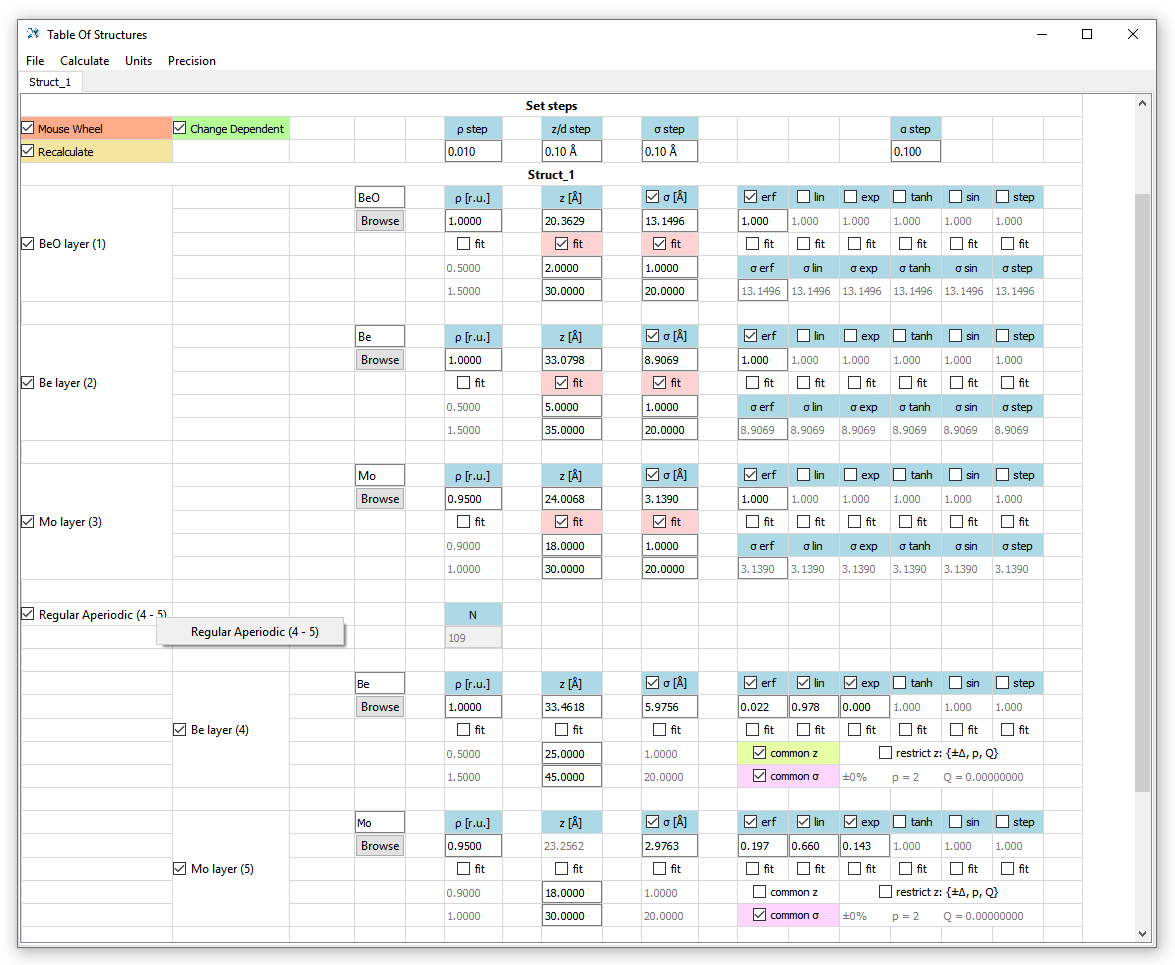 Table Of Structures
File Calculate Units Precision
Struct_1
Set steps
Mouse Wheel Change Dependent ρ step z/d step σ step α step
Recalculate 0.010 0.10 Å 0.10 Å 0.100
Struct_1
BeO ρ [r.u.] z [Å] σ [Å] erf lin exp tanh sin step
Browse 1.0000 20.3629 13.1496 1.000 1.000 1.000 1.000 1.000 1.000
BeO layer (1) fit fit fit fit fit fit fit fit fit
0.5000 2.0000 1.0000 σ erf σ lin σ exp σ tanh σ sin σ step
1.5000 30.0000 20.0000 13.1496 13.1496 13.1496 13.1496 13.1496 13.1496
Be ρ [r.u.] z [Å] σ [Å] erf lin exp tanh sin step
Browse 1.0000 33.0798 8.9069 1.000 1.000 1.000 1.000 1.000 1.000
Be layer (2) fit fit fit fit fit fit fit fit fit
0.5000 5.0000 1.0000 σ erf σ lin σ exp σ tanh σ sin σ step
1.5000 35.0000 20.0000 8.9069 8.9069 8.9069 8.9069 8.9069 8.9069
Mo ρ [r.u.] z [Å] σ [Å] erf lin exp tanh sin step
Browse 0.9500 24.0068 3.1390 1.000 1.000 1.000 1.000 1.000 1.000
Mo layer (3) fit fit fit fit fit fit fit fit fit
0.9000 18.0000 1.0000 σ erf σ lin σ exp σ tanh σ sin σ step
1.0000 30.0000 20.0000 3.1390 3.1390 3.1390 3.1390 3.1390 3.1390
Regular Aperiodic (4 - 5) N
Regular Aperiodic (4 - 5) 109
Be ρ [r.u.] z [Å] σ [Å] erf lin exp tanh sin step
Browse 1.0000 33.4618 5.9756 0.022 0.978 0.000 1.000 1.000 1.000
Be layer (4) fit fit fit fit fit fit fit fit fit
0.5000 25.0000 1.0000 common z restrict z: {±Δ, p, Q}
1.5000 45.0000 20.0000 common σ ±0% p = 2 Q = 0.00000000
Mo ρ [r.u.] z [Å] σ [Å] erf lin exp tanh sin step
Browse 0.9500 23.2562 2.9763 0.197 0.660 0.143 1.000 1.000 1.000
Mo layer (5) fit fit fit fit fit fit fit fit fit
0.9000 18.0000 1.0000 common z restrict z: {±Δ, p, Q}
1.0000 30.0000 20.0000 common σ ±0% p = 2 Q = 0.00000000